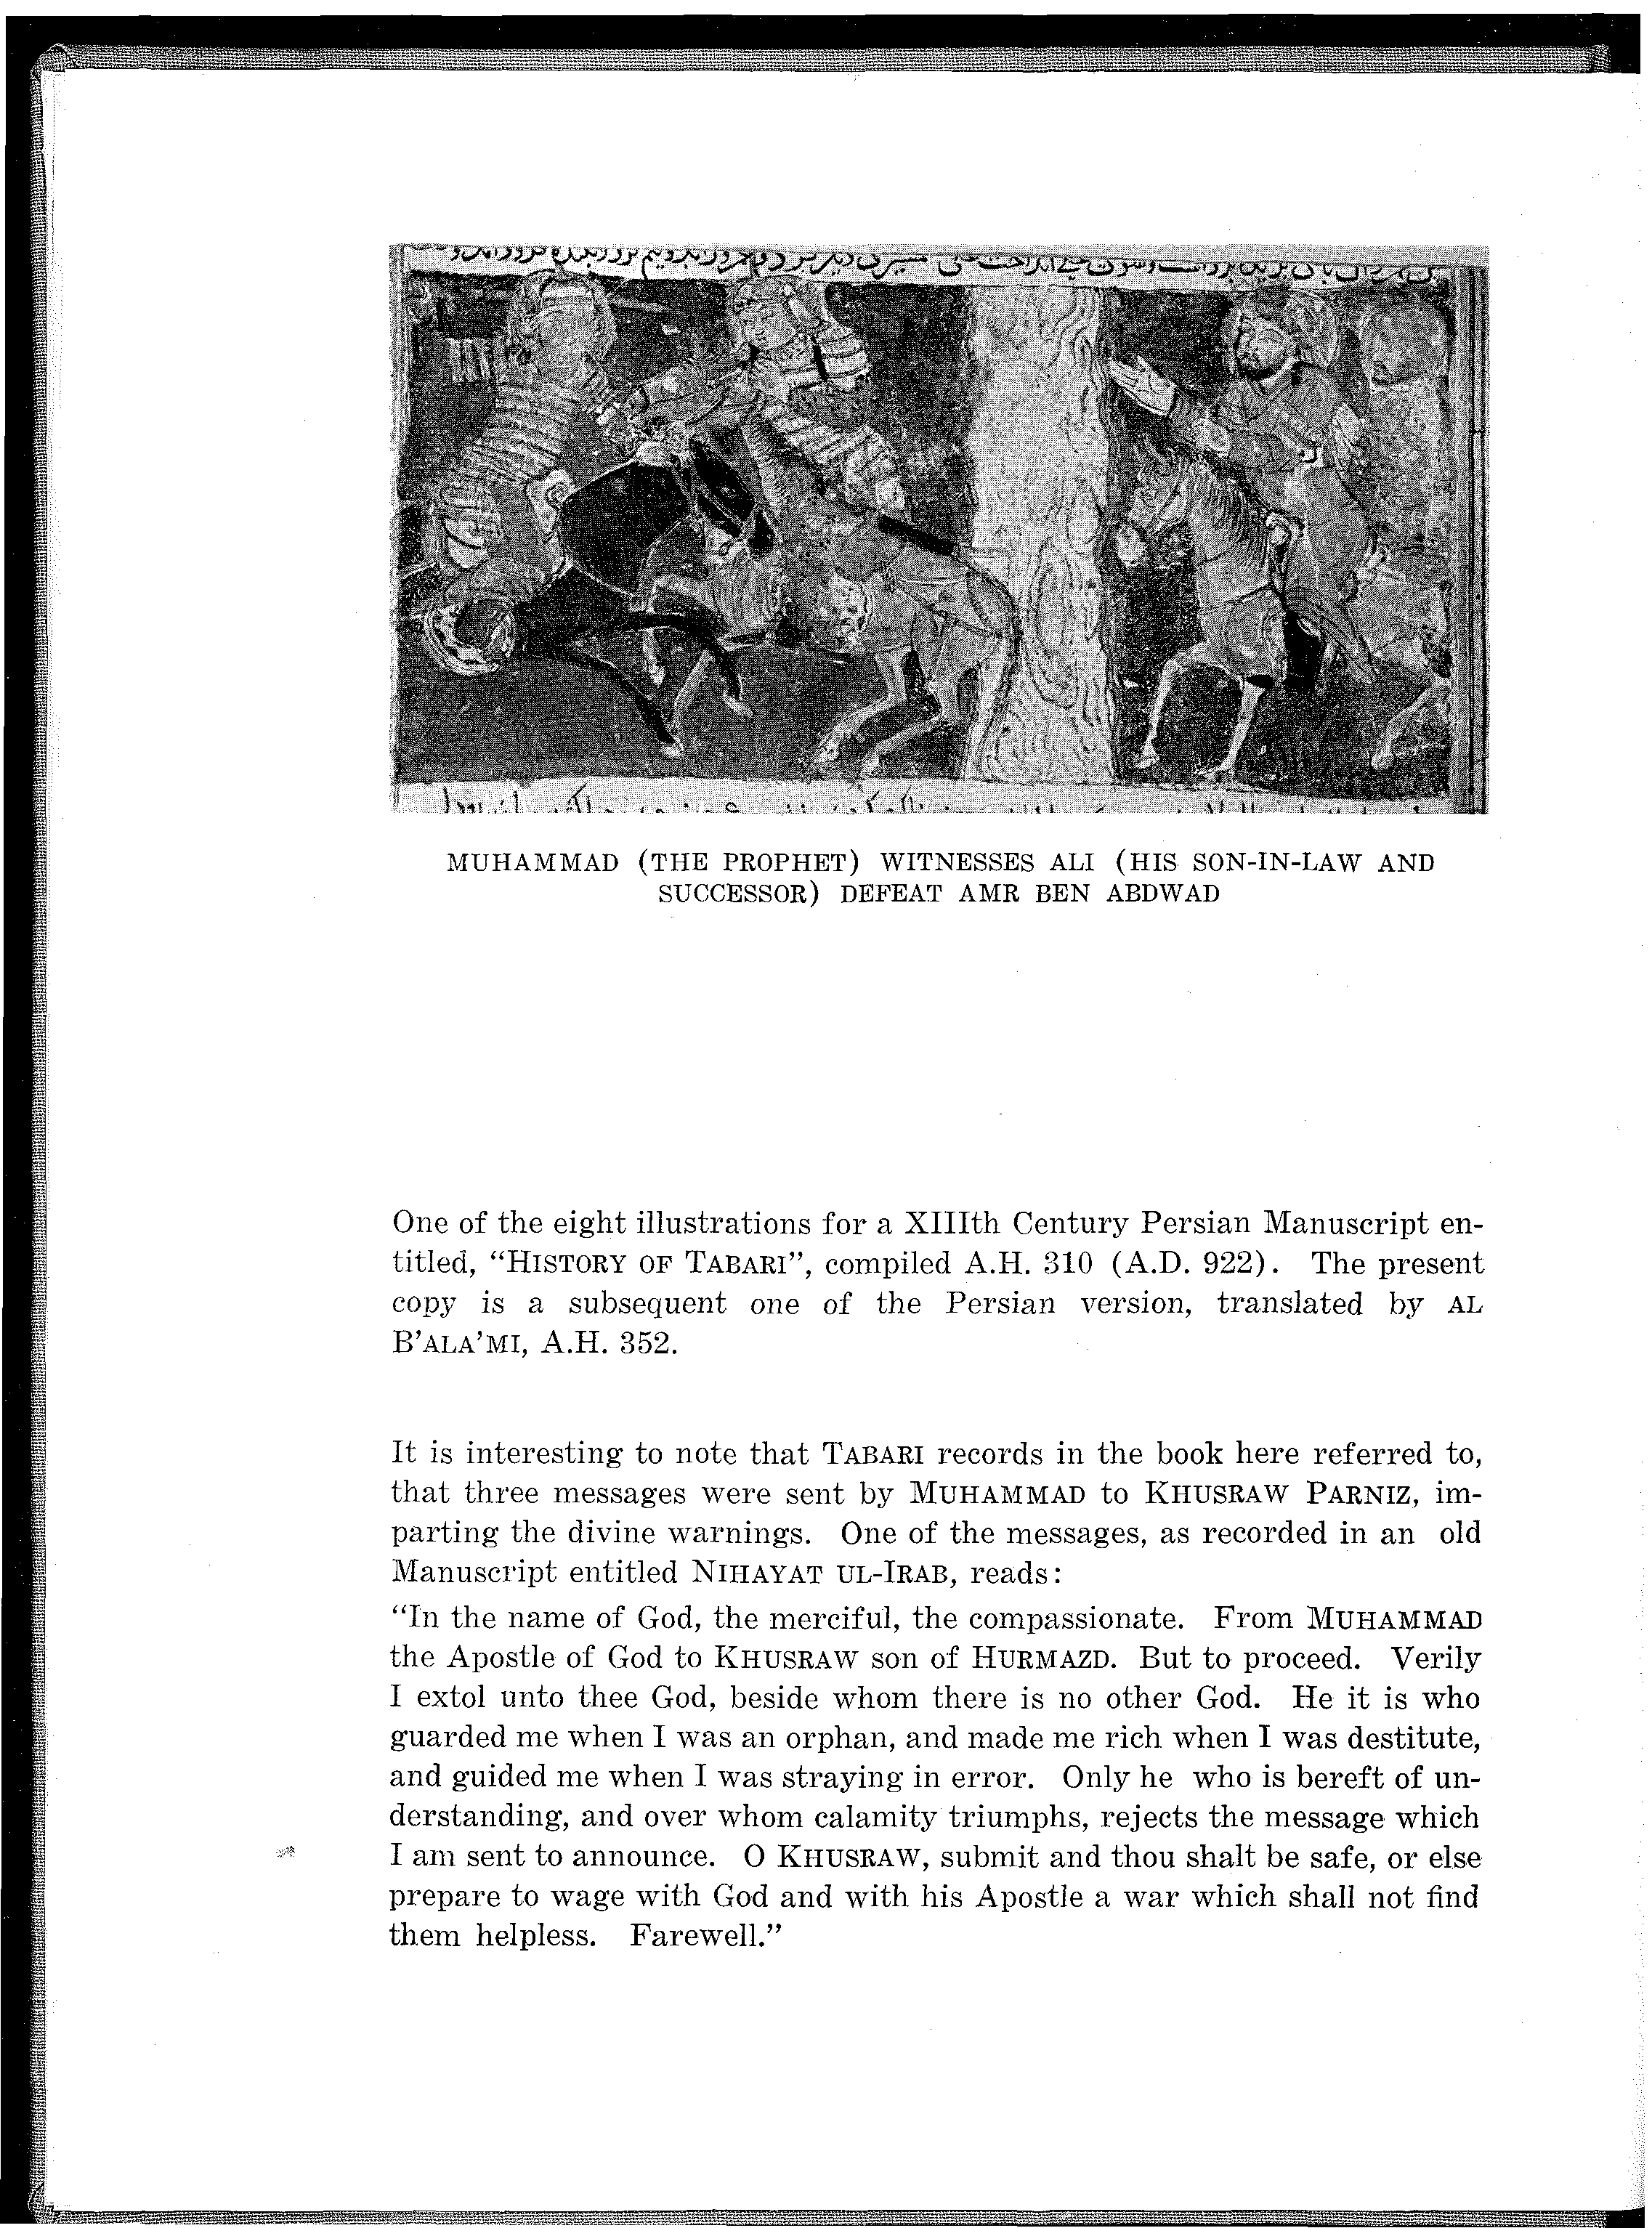 MUHAMMAD (THE PROPHET) WITNESSES ALI (HIS SON-IN-LAW AND
SUCCESSOR) DEFEAT AMR BEN ABDWAD
One of the eight illustrations for a XIIIth Century Persian Manuscript en-
titled, “HISTORY OF TABARI”, compiled A.H. 310 (A.D. 922). The present
copy is a subsequent one of the Persian version, translated by AL
B’ALA’MI, A.H. 352.
It is interesting to note that TABARI records in the book here referred to,
that three messages were sent by MUHAMMAD to KHUSRAW PARNIZ, im-
parting the divine warnings. One of the messages, as recorded in an old
Manuscript entitled NIHAYAT UL-IRAB, reads:
“In the name of God, the merciful, the compassionate. From MUHAMMAD
the Apostle of God to KHUSRAW son of HURMAZD. But to proceed. Verily
I extol unto thee God, beside whom there is no other God. He it is who
guarded me when I was an orphan, and made me rich when I was destitute,
and guided me when I was straying in error. Only he who is bereft of un-
derstanding, and over whom calamity triumphs, rejects the message which
I am sent to announce. O KHUSRAW, submit and thou shalt be safe, or else
prepare to wage with God and with his Apostle a war which shall not find
them helpless. Farewell.”